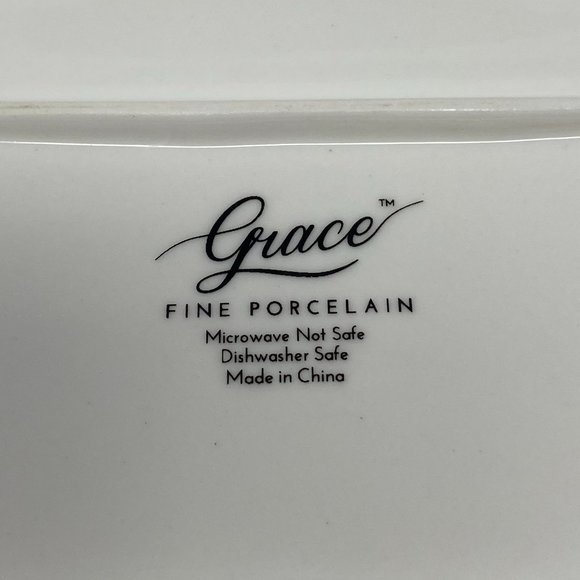 Grace™
FINE PORCELAIN
Microwave Not Safe
Dishwasher Safe
Made in China